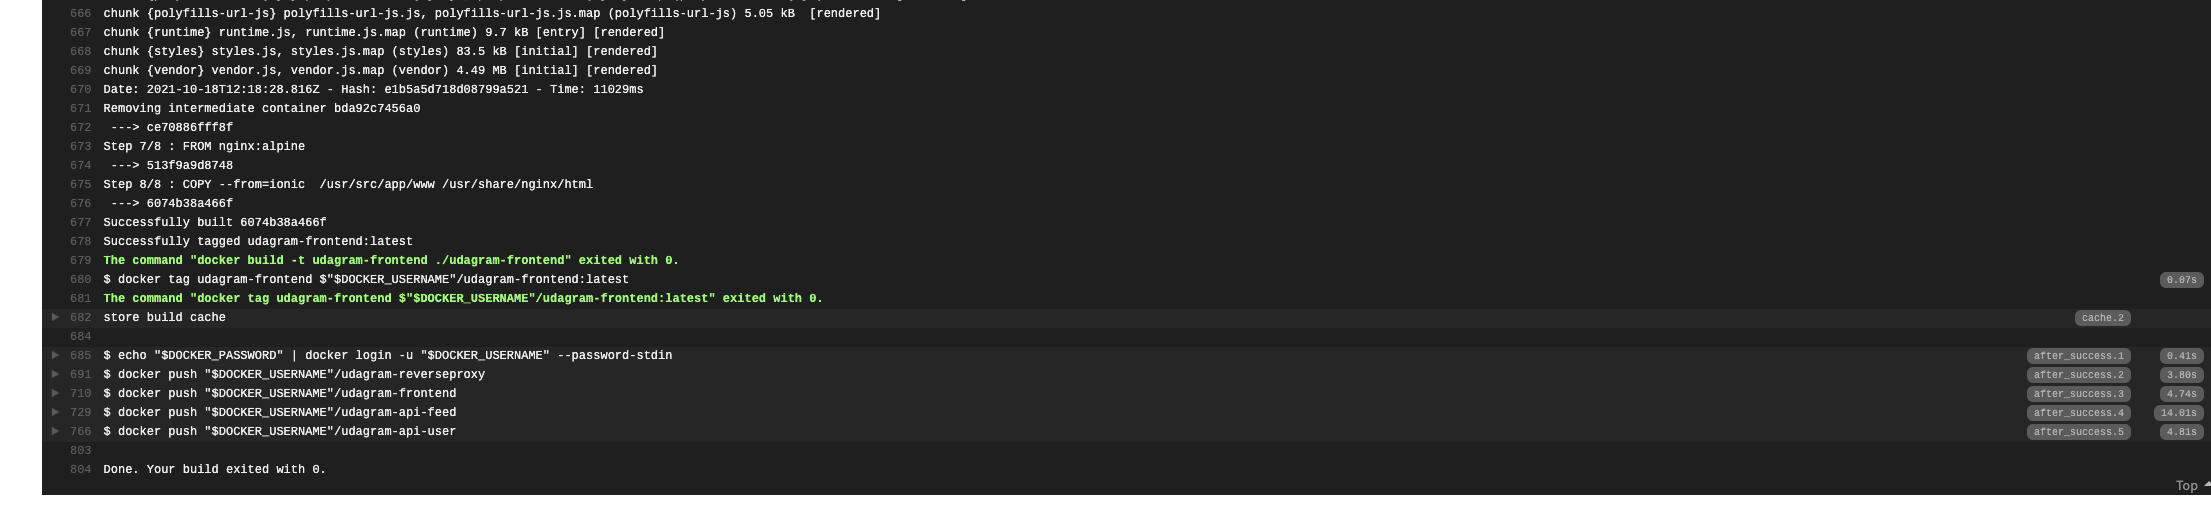 666 chunk {polyfills-url-js} polyfills-url-js.js, polyfills-url-js.js.map (polyfills-url-js) 5.05 kB  [rendered]
667 chunk {runtime} runtime.js, runtime.js.map (runtime) 9.7 kB [entry] [rendered]
668 chunk {styles} styles.js, styles.js.map (styles) 83.5 kB [initial] [rendered]
669 chunk {vendor} vendor.js, vendor.js.map (vendor) 4.49 MB [initial] [rendered]
670 Date: 2021-10-18T12:18:28.816Z - Hash: e1b5a5d718d08799a521 - Time: 11029ms
671 Removing intermediate container bda92c7456a0
672  ---> ce70886fff8f
673 Step 7/8 : FROM nginx:alpine
674  ---> 513f9a9d8748
675 Step 8/8 : COPY --from=ionic  /usr/src/app/www /usr/share/nginx/html
676  ---> 6074b38a466f
677 Successfully built 6074b38a466f
678 Successfully tagged udagram-frontend:latest
679 The command "docker build -t udagram-frontend ./udagram-frontend" exited with 0.
680 $ docker tag udagram-frontend $"$DOCKER_USERNAME"/udagram-frontend:latest 0.07s
681 The command "docker tag udagram-frontend $"$DOCKER_USERNAME"/udagram-frontend:latest" exited with 0.
682 store build cache cache.2
684
685 $ echo "$DOCKER_PASSWORD" | docker login -u "$DOCKER_USERNAME" --password-stdin after_success.1 0.41s
691 $ docker push "$DOCKER_USERNAME"/udagram-reverseproxy after_success.2 3.80s
710 $ docker push "$DOCKER_USERNAME"/udagram-frontend after_success.3 4.74s
729 $ docker push "$DOCKER_USERNAME"/udagram-api-feed after_success.4 14.01s
766 $ docker push "$DOCKER_USERNAME"/udagram-api-user after_success.5 4.81s
803
804 Done. Your build exited with 0.
Top